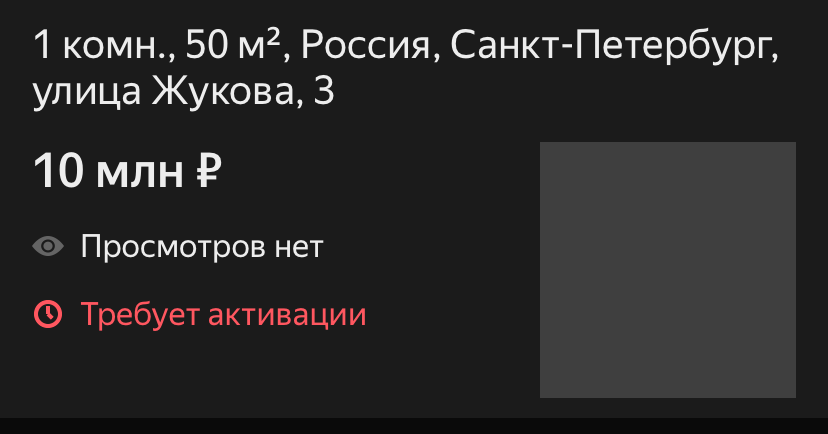 1 комн., 50 м², Россия, Санкт-Петербург,
улица Жукова, 3
10 млн ₽
Просмотров нет
Требует активации